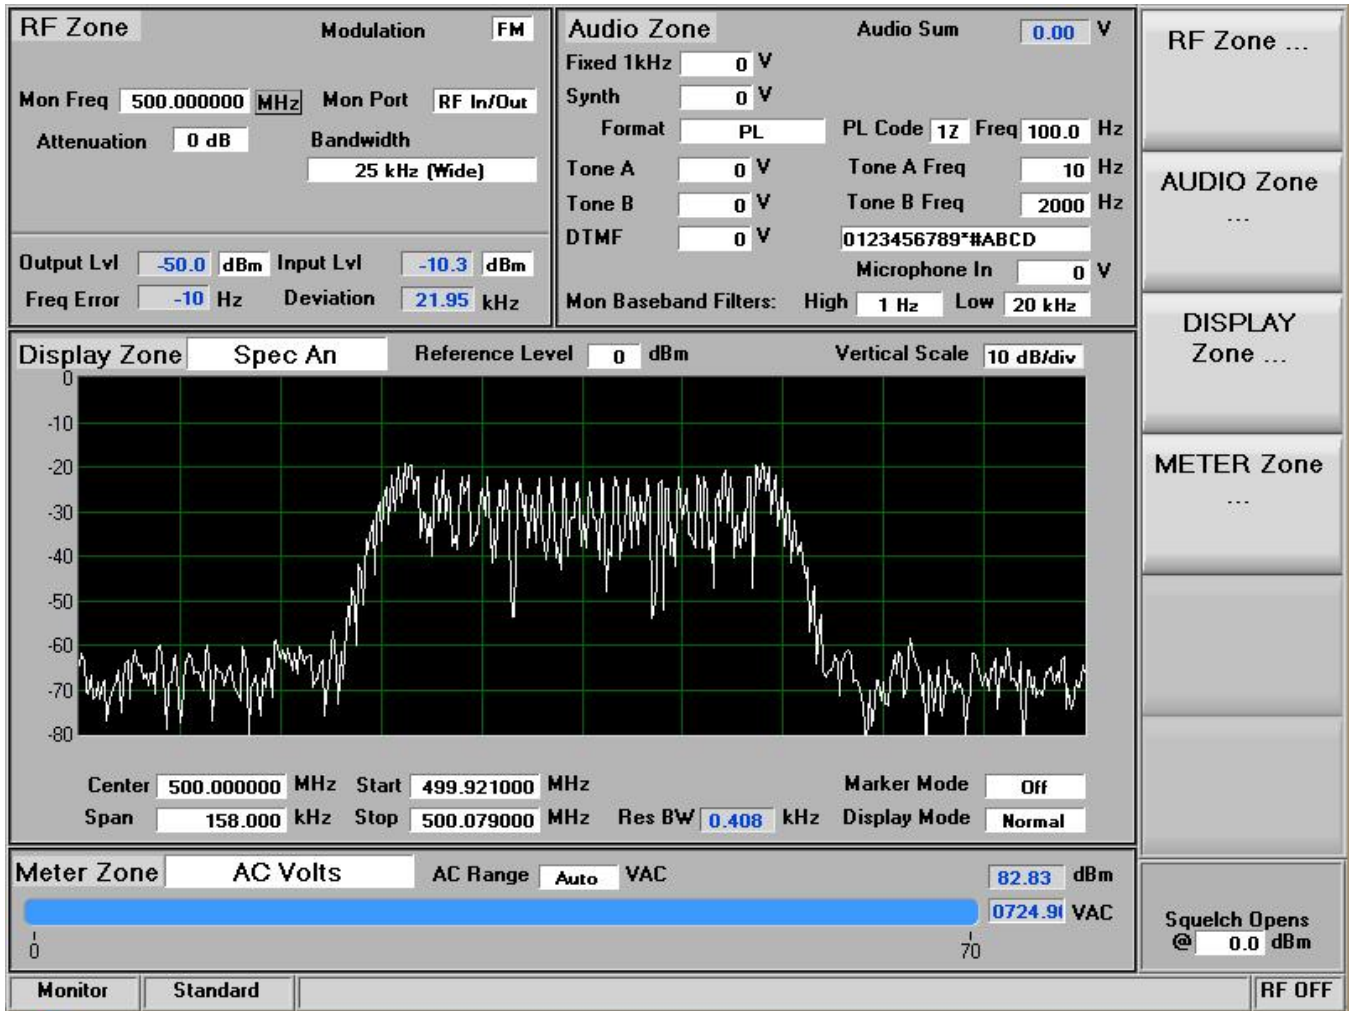 RF Zone Modulation FM
Mon Freq 500.000000 MHz Mon Port RF In/Out
Attenuation 0 dB Bandwidth
25 kHz (Wide)
Output Lvl -50.0 dBm Input Lvl -10.3 dBm
Freq Error -10 Hz Deviation 21.95 kHz
Audio Zone Audio Sum 0.00 V
Fixed 1kHz 0 V
Synth 0 V
Format PL PL Code 1Z Freq 100.0 Hz
Tone A 0 V Tone A Freq 10 Hz
Tone B 0 V Tone B Freq 2000 Hz
DTMF 0 V 0123456789*#ABCD
Microphone In 0 V
Mon Baseband Filters: High 1 Hz Low 20 kHz
Display Zone Spec An Reference Level 0 dBm Vertical Scale 10 dB/div
0
-10
-20
-30
-40
-50
-60
-70
-80
Center 500.000000 MHz Start 499.921000 MHz Marker Mode Off
Span 158.000 kHz Stop 500.079000 MHz Res BW 0.408 kHz Display Mode Normal
Meter Zone AC Volts AC Range Auto VAC 82.83 dBm
VAC
0 70
RF Zone ...
AUDIO Zone
...
DISPLAY
Zone ...
METER Zone
...
Squelch Opens
@ 0.0 dBm
Monitor Standard RF OFF